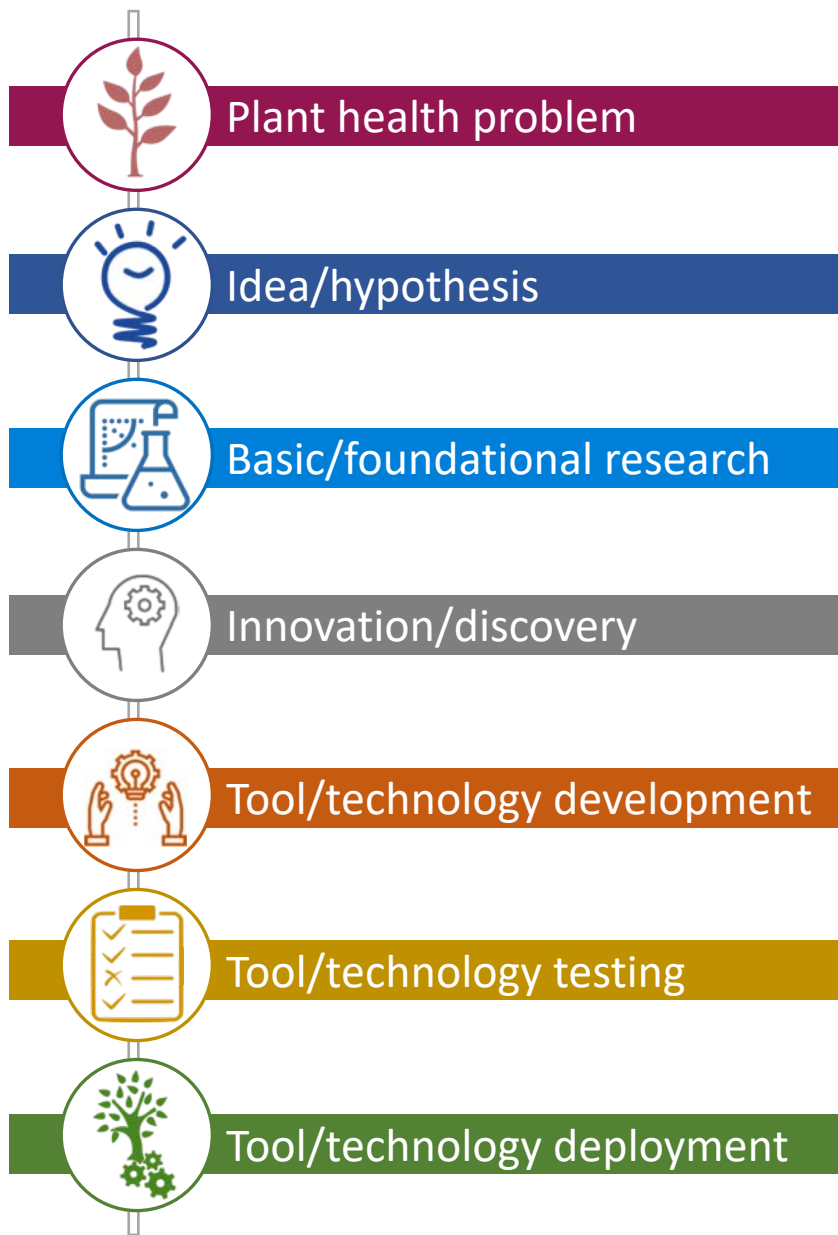 Plant health problem
Idea/hypothesis
Basic/foundational research
Innovation/discovery
Tool/technology development
Tool/technology testing
Tool/technology deployment